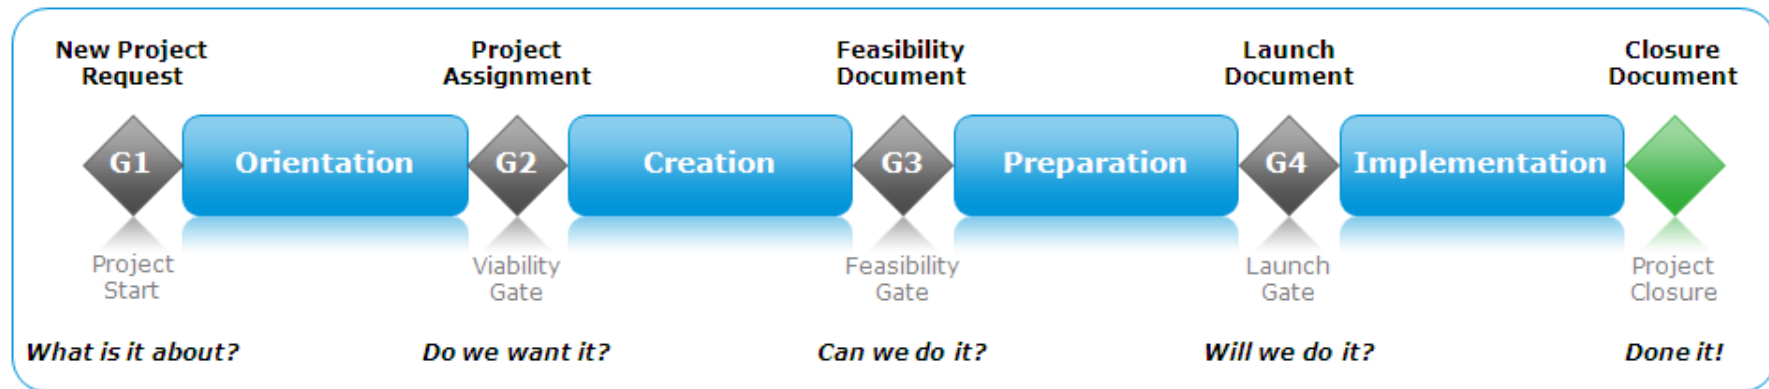 New Project
Request
Project
Assignment
Feasibility
Document
Launch
Document
Closure
Document
G1
Orientation
G2
Creation
G3
Preparation
G4
Implementation
Project
Start
Viability
Gate
Feasibility
Gate
Launch
Gate
Project
Closure
What is it about?
Do we want it?
Can we do it?
Will we do it?
Done it!